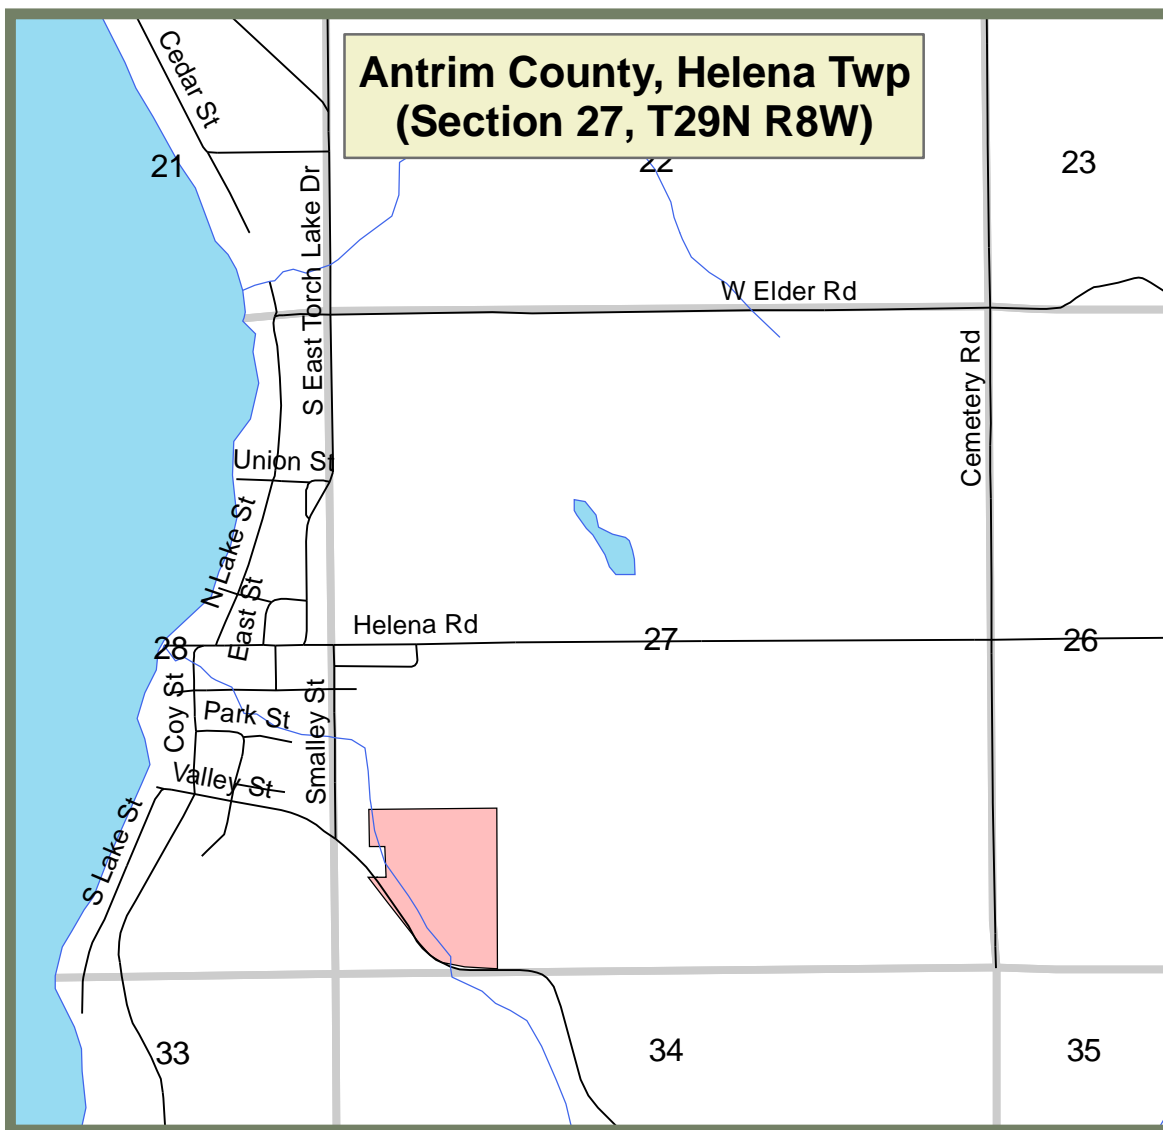 Antrim County, Helena Twp
(Section 27, T29N R8W)
Cedar St
21
22
23
S East Torch Lake Dr
W Elder Rd
Cemetery Rd
Union St
N Lake St
East St
Helena Rd
28
27
26
Coy St
Park St
Smalley St
Valley St
S Lake St
33
34
35